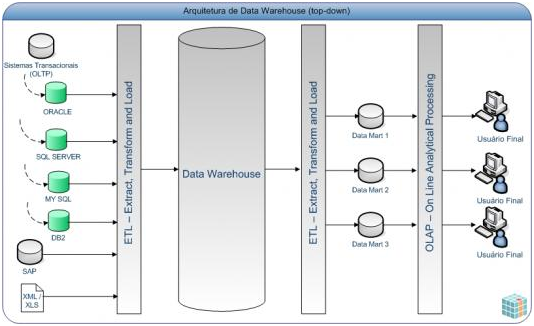 Arquitetura de Data Warehouse (top-down)
Sistemas Transacionais
(OLTP)
ORACLE
SQL SERVER
MY SQL
DB2
SAP
XML /
XLS
ETL – Extract, Transform and Load
Data Warehouse
ETL – Extract, Transform and Load
Data Mart 1
Data Mart 2
Data Mart 3
OLAP – On Line Analytical Processing
Usuário Final
Usuário Final
Usuário Final